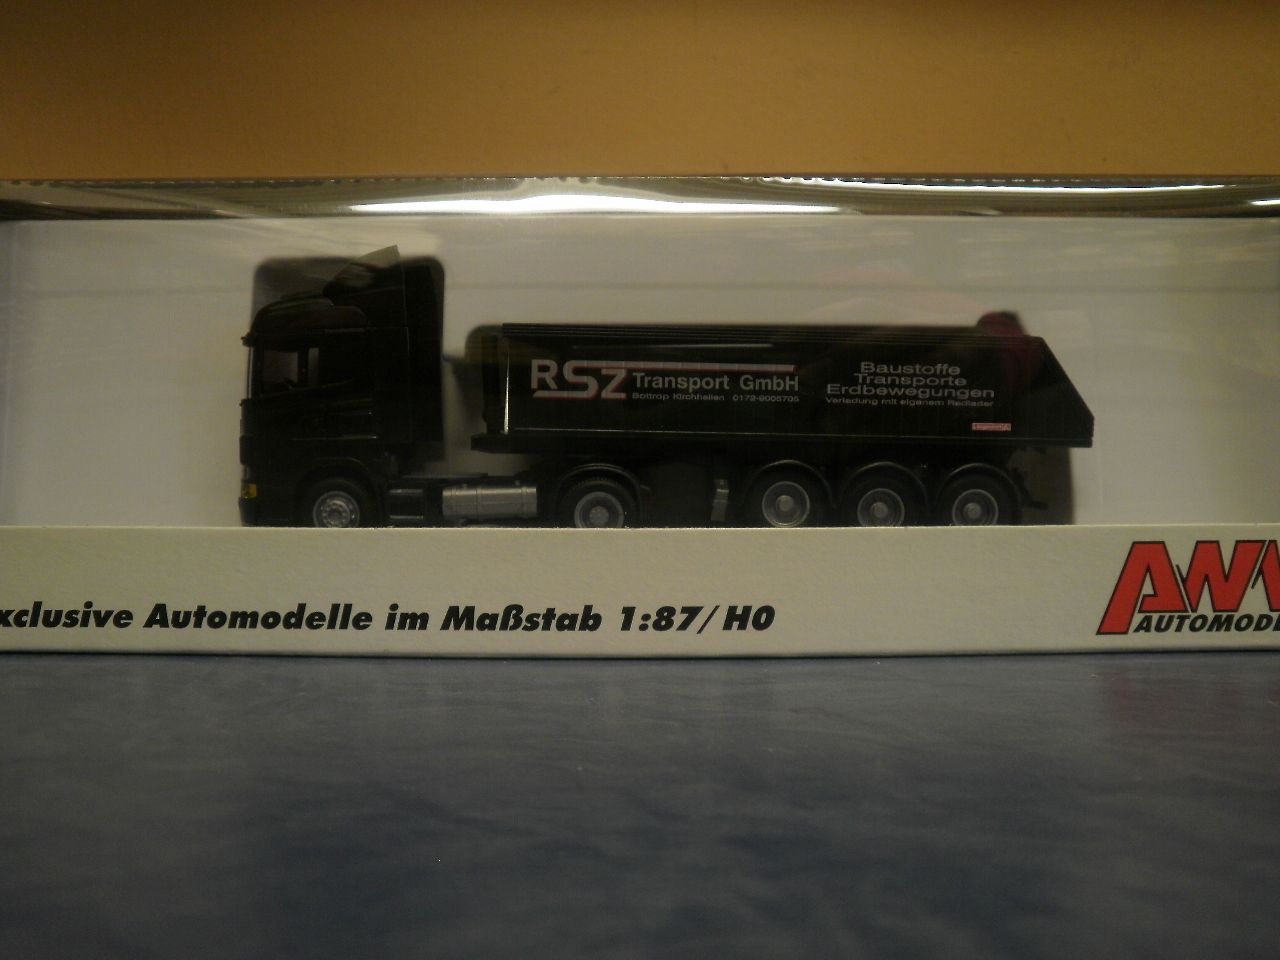 RSZ Transport GmbH
Bottrop Kirchhellen 0172-9005705
Baustoffe
Transporte
Erdbewegungen
Verladung mit eigenem Radlader
xclusive Automodelle im Maßstab 1:87/H0
AW
AUTOMOD